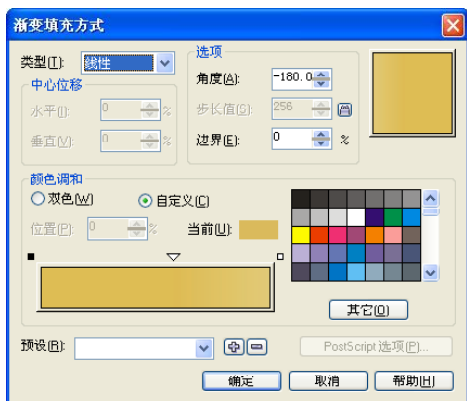 渐变填充方式
类型(T): 线性
中心位移
水平(I): 0 %
垂直(V): 0 %
选项
角度(A): -180.0
步长值(S): 256
边界(E): 0 %
颜色调和
双色(W) 自定义(C)
位置(P): 0 % 当前(U):
其它(O)
预设(R): PostScript 选项(P)...
确定 取消 帮助(H)